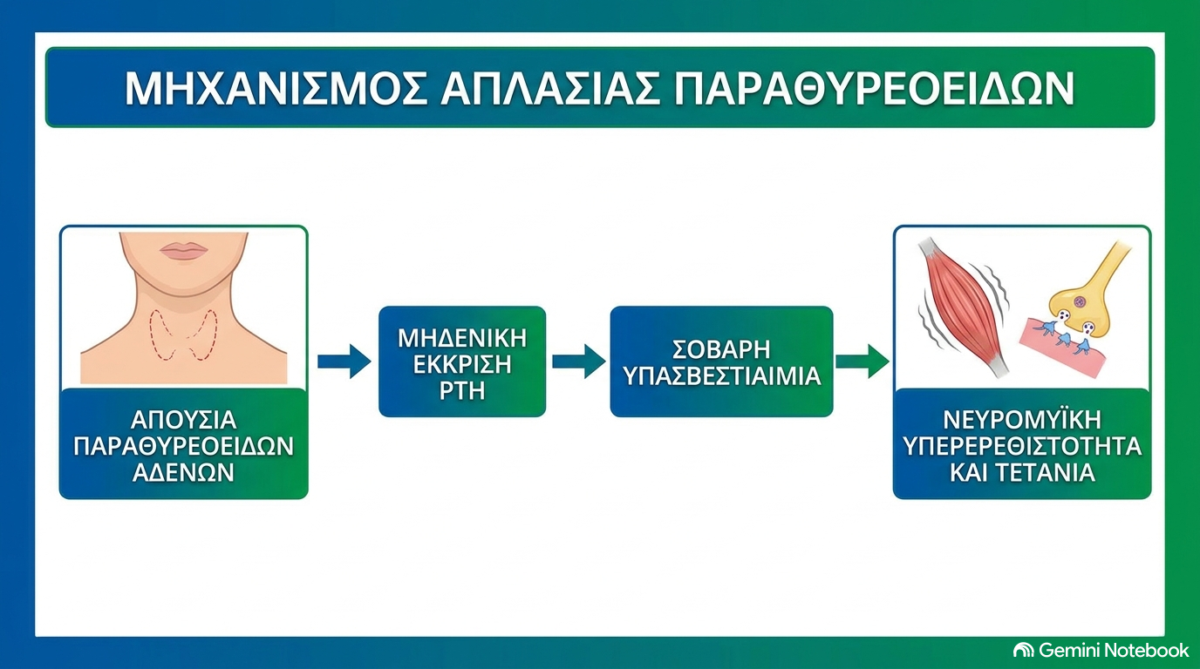 ΜΗΧΑΝΙΣΜΟΣ ΑΠΛΑΣΙΑΣ ΠΑΡΑΘΥΡΕΟΕΙΔΩΝ
ΑΠΟΥΣΙΑ
ΠΑΡΑΘΥΡΕΟΕΙΔΩΝ
ΑΔΕΝΩΝ
ΜΗΔΕΝΙΚΗ
ΕΚΚΡΙΣΗ
PTH
ΣΟΒΑΡΗ
ΥΠΑΣΒΕΣΤΙΑΙΜΙΑ
ΝΕΥΡΟΜΥΪΚΗ
ΥΠΕΡΕΡΕΘΙΣΤΟΤΗΤΑ
ΚΑΙ ΤΕΤΑΝΙΑ
Gemini Notebook